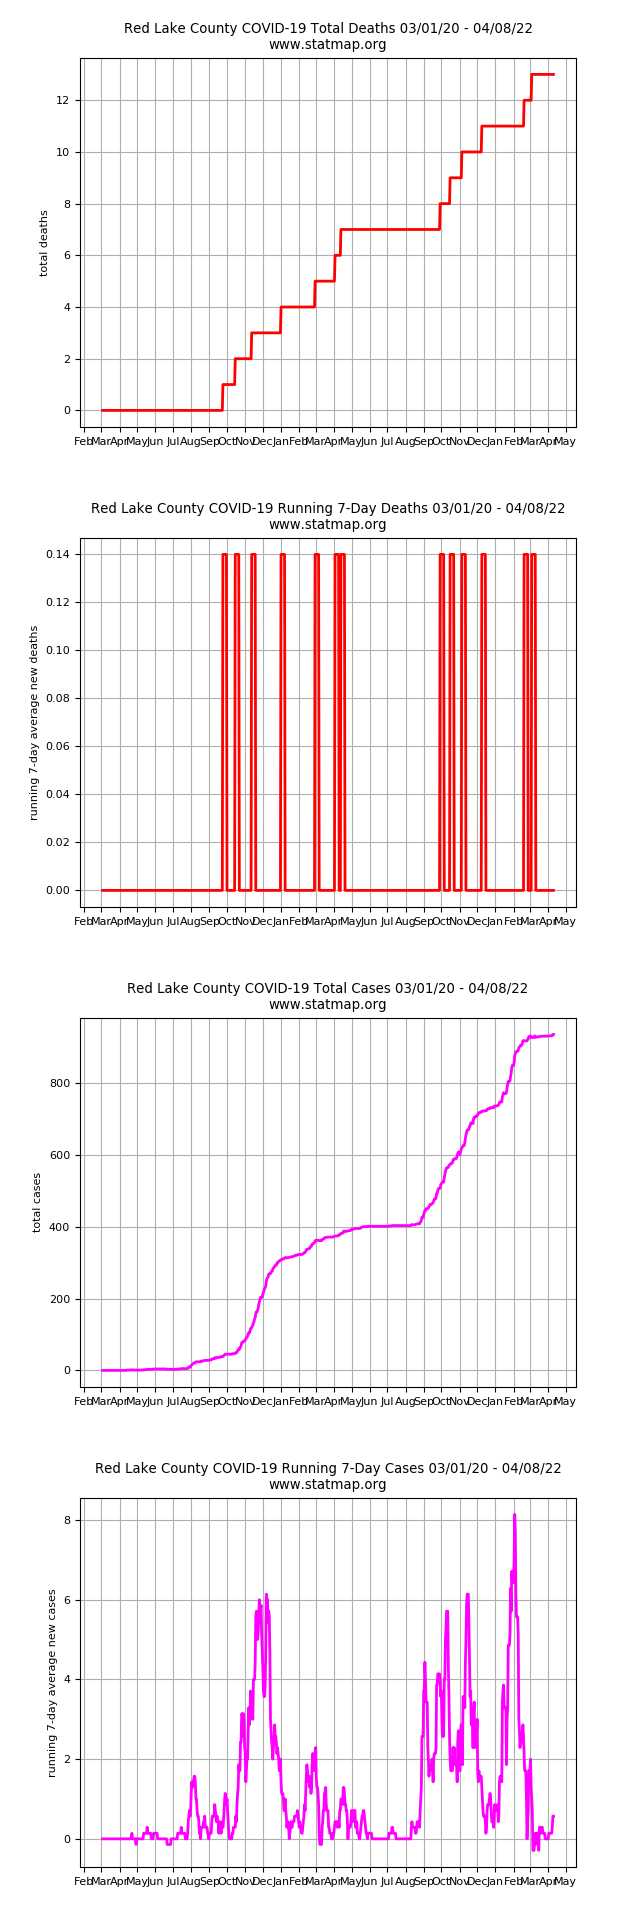 Red Lake County COVID-19 Total Deaths 03/01/20 - 04/08/22
www.statmap.org
total deaths
12
10
8
6
4
2
0
Feb Mar Apr May Jun Jul Aug Sep Oct Nov Dec Jan Feb Mar Apr May Jun Jul Aug Sep Oct Nov Dec Jan Feb Mar Apr May
Red Lake County COVID-19 Running 7-Day Deaths 03/01/20 - 04/08/22
www.statmap.org
running 7-day average new deaths
0.14
0.12
0.10
0.08
0.06
0.04
0.02
0.00
Feb Mar Apr May Jun Jul Aug Sep Oct Nov Dec Jan Feb Mar Apr May Jun Jul Aug Sep Oct Nov Dec Jan Feb Mar Apr May
Red Lake County COVID-19 Total Cases 03/01/20 - 04/08/22
www.statmap.org
total cases
800
600
400
200
0
Feb Mar Apr May Jun Jul Aug Sep Oct Nov Dec Jan Feb Mar Apr May Jun Jul Aug Sep Oct Nov Dec Jan Feb Mar Apr May
Red Lake County COVID-19 Running 7-Day Cases 03/01/20 - 04/08/22
www.statmap.org
running 7-day average new cases
8
6
4
2
0
Feb Mar Apr May Jun Jul Aug Sep Oct Nov Dec Jan Feb Mar Apr May Jun Jul Aug Sep Oct Nov Dec Jan Feb Mar Apr May